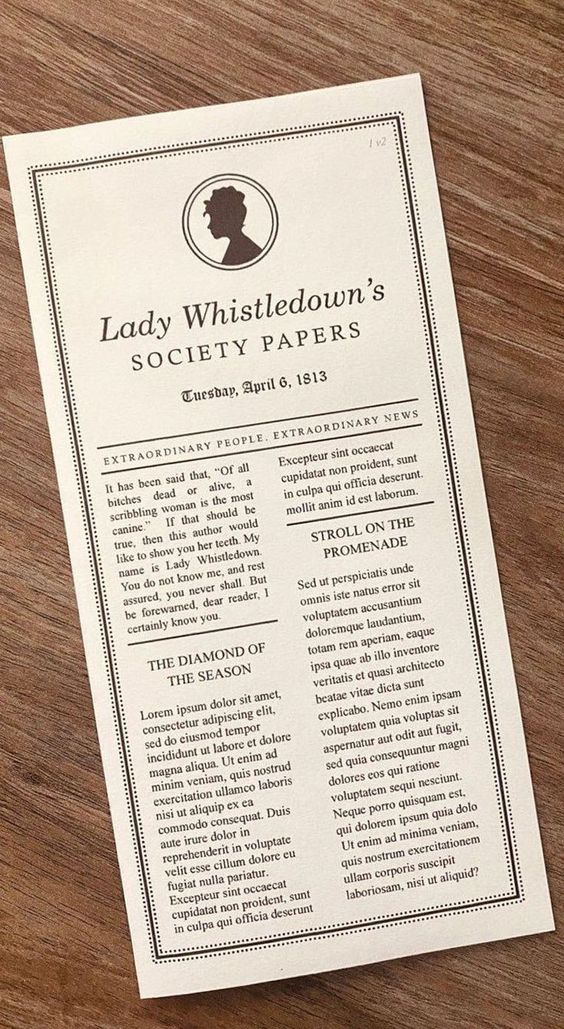 1 v2
Lady Whistledown's
SOCIETY PAPERS
Tuesday, April 6, 1813
EXTRAORDINARY PEOPLE, EXTRAORDINARY NEWS
It has been said that, “Of all
bitches dead or alive, a
scribbling woman is the most
canine.” If that should be
true, then this author would
like to show you her teeth. My
name is Lady Whistledown.
You do not know me, and rest
assured, you never shall. But
be forewarned, dear reader, I
certainly know you.
THE DIAMOND OF
THE SEASON
Lorem ipsum dolor sit amet,
consectetur adipiscing elit,
sed do eiusmod tempor
incididunt ut labore et dolore
magna aliqua. Ut enim ad
minim veniam, quis nostrud
exercitation ullamco laboris
nisi ut aliquip ex ea
commodo consequat. Duis
aute irure dolor in
reprehenderit in voluptate
velit esse cillum dolore eu
fugiat nulla pariatur.
Excepteur sint occaecat
cupidatat non proident, sunt
in culpa qui officia deserunt
Excepteur sint occaecat
cupidatat non proident, sunt
in culpa qui officia deserunt.
mollit anim id est laborum.
STROLL ON THE
PROMENADE
Sed ut perspiciatis unde
omnis iste natus error sit
voluptatem accusantium
doloremque laudantium,
totam rem aperiam, eaque
ipsa quae ab illo inventore
veritatis et quasi architecto
beatae vitae dicta sunt
explicabo. Nemo enim ipsam
voluptatem quia voluptas sit
aspernatur aut odit aut fugit,
sed quia consequuntur magni
dolores eos qui ratione
voluptatem sequi nesciunt.
Neque porro quisquam est,
qui dolorem ipsum quia dolo
Ut enim ad minima veniam,
quis nostrum exercitationem
ullam corporis suscipit
laboriosam, nisi ut aliquid?